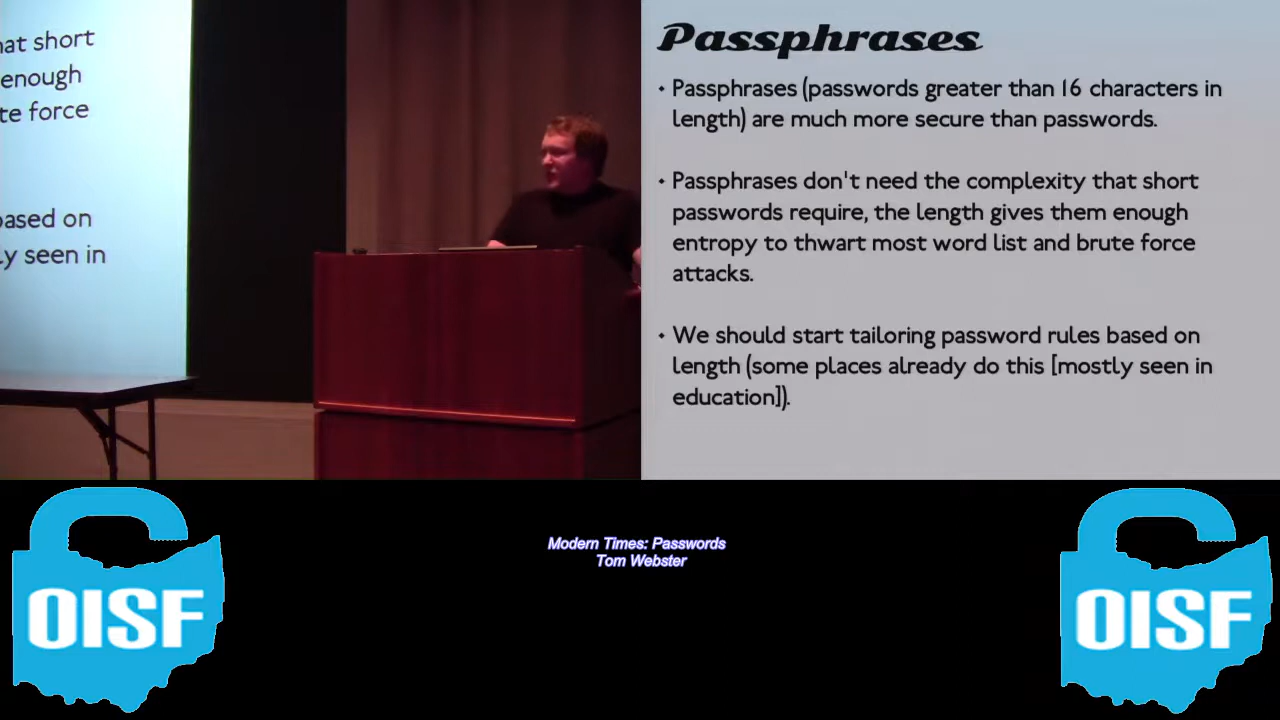 hat short
enough
te force
based on
ly seen in
Passphrases
• Passphrases (passwords greater than 16 characters in
length) are much more secure than passwords.
• Passphrases don't need the complexity that short
passwords require, the length gives them enough
entropy to thwart most word list and brute force
attacks.
• We should start tailoring password rules based on
length (some places already do this [mostly seen in
education]).
Modern Times: Passwords
Tom Webster
OISF
OISF